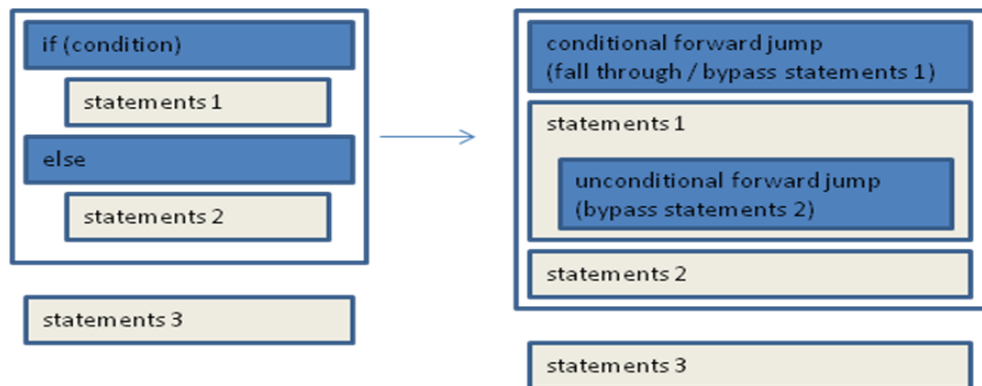 if (condition)
statements 1
else
statements 2
statements 3
conditional forward jump
(fall through / bypass statements 1)
statements 1
unconditional forward jump
(bypass statements 2)
statements 2
statements 3